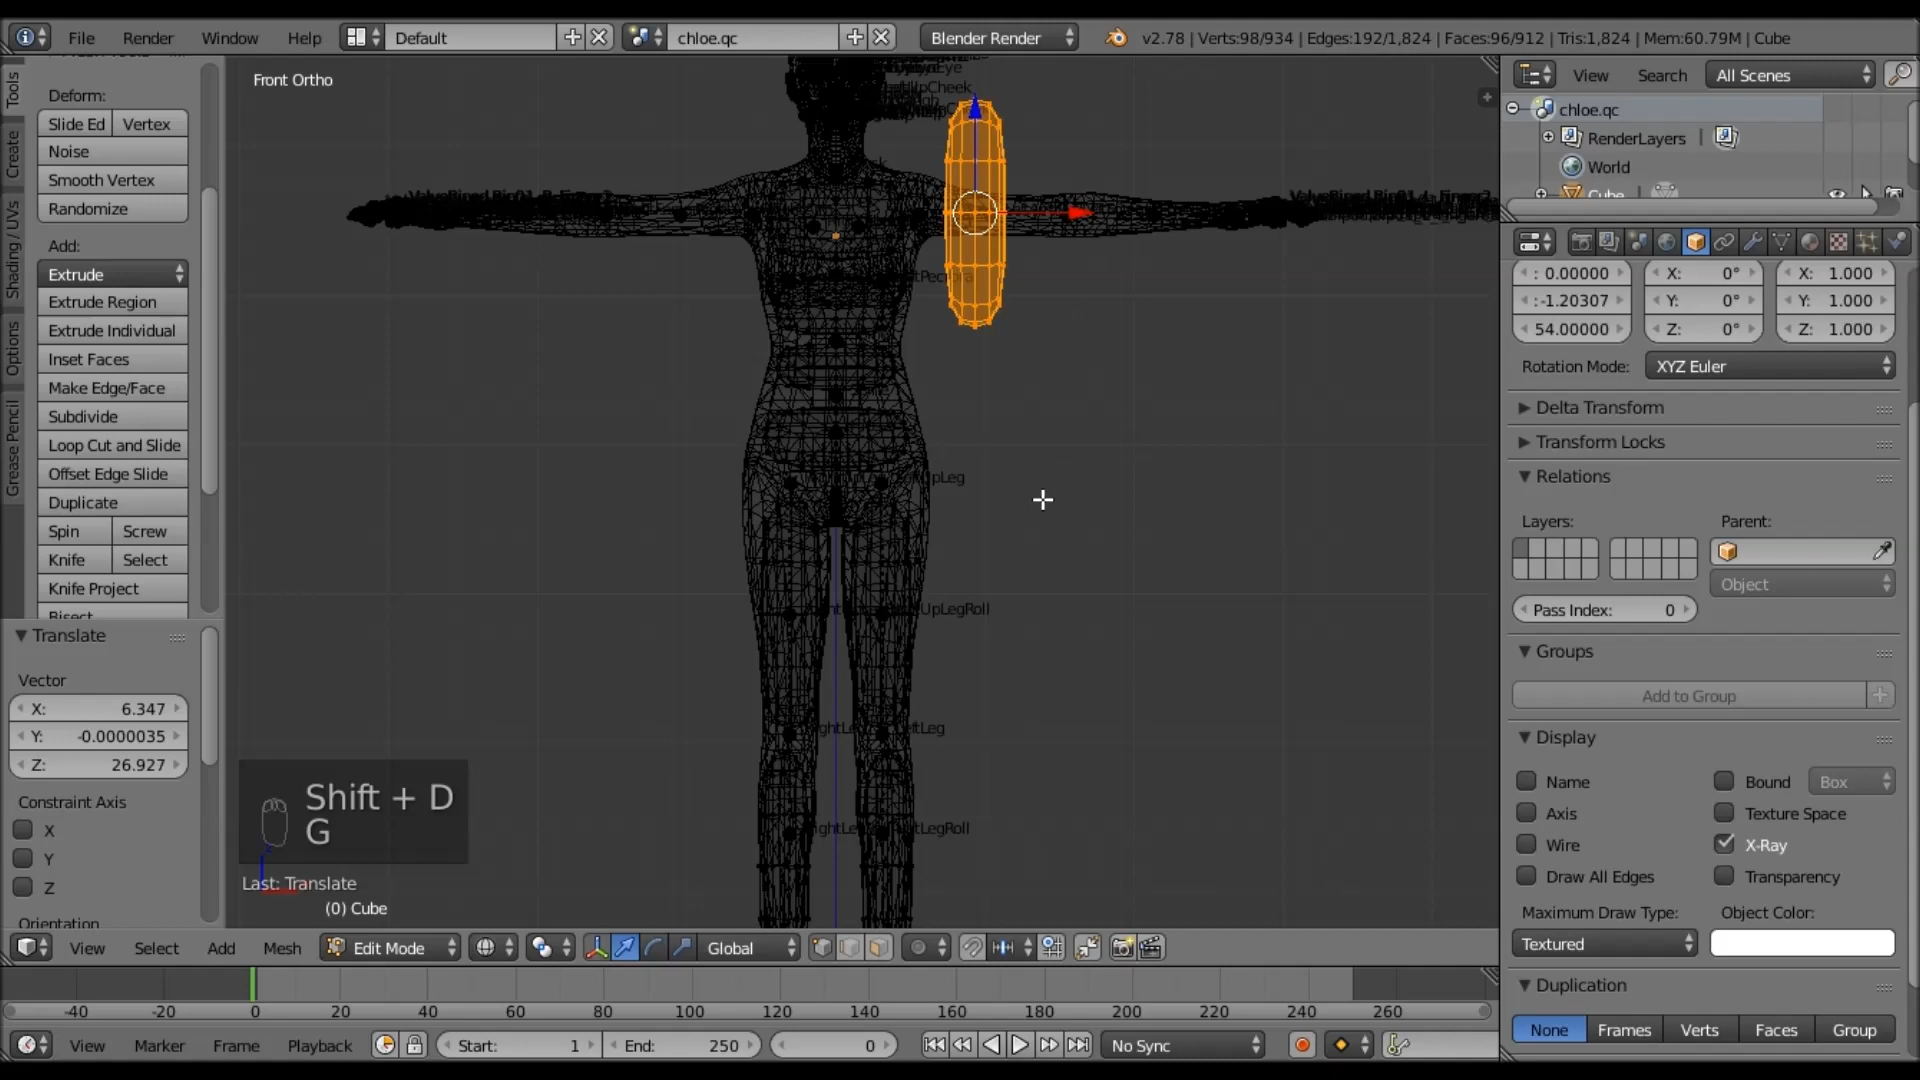 File Render Window Help Default chloe.qc Blender Render v2.78 | Verts:98/934 | Edges:192/1,824 | Faces:96/912 | Tris:1,824 | Mem:60.79M | Cube
Tools
Create
Shading / UVs
Options
Grease Pencil
Deform:
Slide Ed Vertex
Noise
Smooth Vertex
Randomize
Add:
Extrude
Extrude Region
Extrude Individual
Inset Faces
Make Edge/Face
Subdivide
Loop Cut and Slide
Offset Edge Slide
Duplicate
Spin Screw
Knife Select
Knife Project
Bisect
Translate
Vector
X: 6.347
Y: -0.0000035
Z: 26.927
Constraint Axis
X
Y
Z
Orientation
Front Ortho
UpLegRoll
Shift + D
G
Last: Translate
(0) Cube
View Search All Scenes
chloe.qc
RenderLayers |
World
Cube
: 0.00000 X: 0° X: 1.000
:-1.20307 Y: 0° Y: 1.000
54.00000 Z: 0° Z: 1.000
Rotation Mode: XYZ Euler
Delta Transform
Transform Locks
Relations
Layers: Parent:
Object
Pass Index: 0
Groups
Add to Group
Display
Name Bound Box
Axis Texture Space
Wire X-Ray
Draw All Edges Transparency
Maximum Draw Type: Object Color:
Textured
Duplication
None Frames Verts Faces Group
View Select Add Mesh Edit Mode Global
-40 -20 0 20 40 60 80 100 120 140 160 180 200 220 240 260
View Marker Frame Playback Start: 1 End: 250 0 No Sync